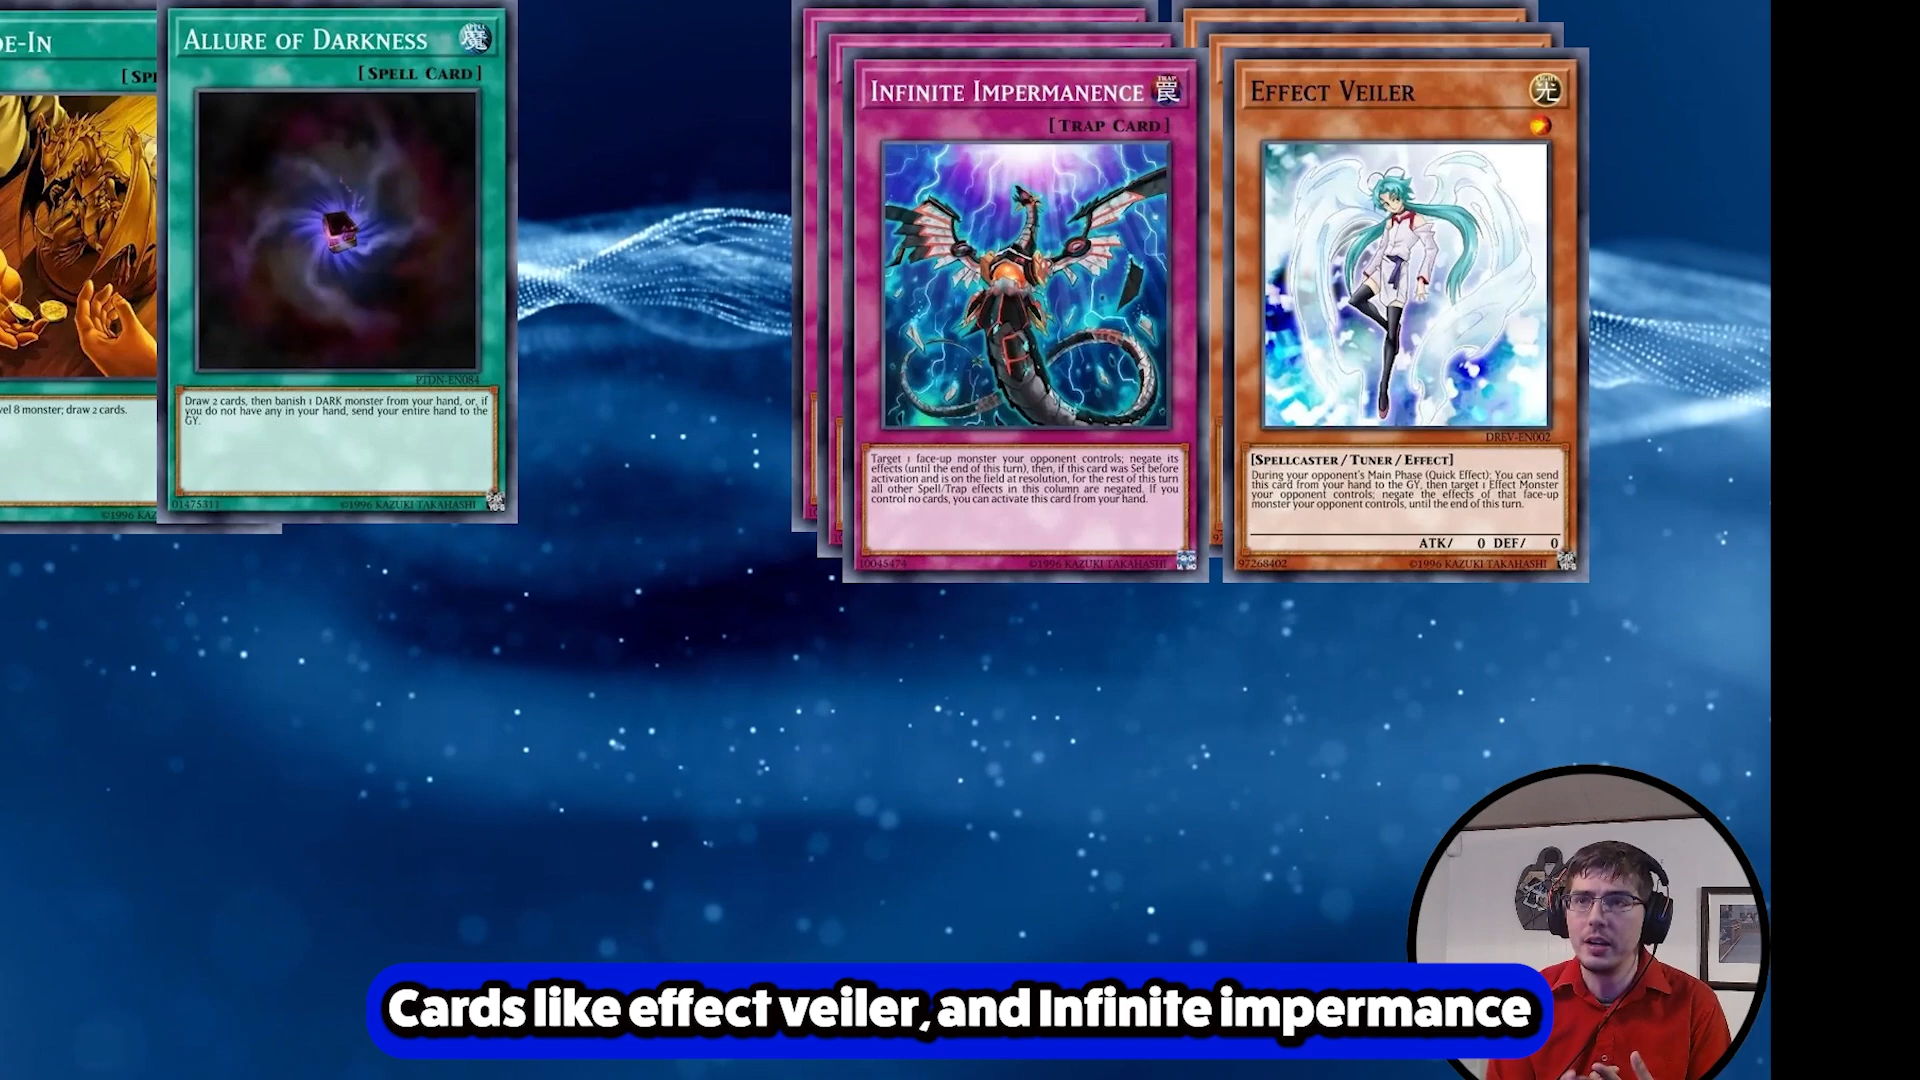 DE-IN
[SP
vel 8 monster; draw 2 cards.
©1996 KAZ
ALLURE OF DARKNESS
魔
[SPELL CARD]
PTDN-EN084
Draw 2 cards, then banish 1 DARK monster from your hand, or, if
you do not have any in your hand, send your entire hand to the
GY.
01475311
©1996 KAZUKI TAKAHASHI
INFINITE IMPERMANENCE
TRAP
罠
[TRAP CARD]
Target 1 face-up monster your opponent controls; negate its
effects (until the end of this turn), then, if this card was Set before
activation and is on the field at resolution, for the rest of this turn
all other Spell/Trap effects in this column are negated. If you
control no cards, you can activate this card from your hand.
10045474
©1996 KAZUKI TAKAHASHI
EFFECT VEILER
光
DREV-EN002
[SPELLCASTER / TUNER / EFFECT]
During your opponent's Main Phase (Quick Effect): You can send
this card from your hand to the GY, then target 1 Effect Monster
your opponent controls; negate the effects of that face-up
monster your opponent controls, until the end of this turn.
ATK/ 0 DEF/ 0
97268402
©1996 KAZUKI TAKAHASHI
Cards like effect veiler, and Infinite impermance